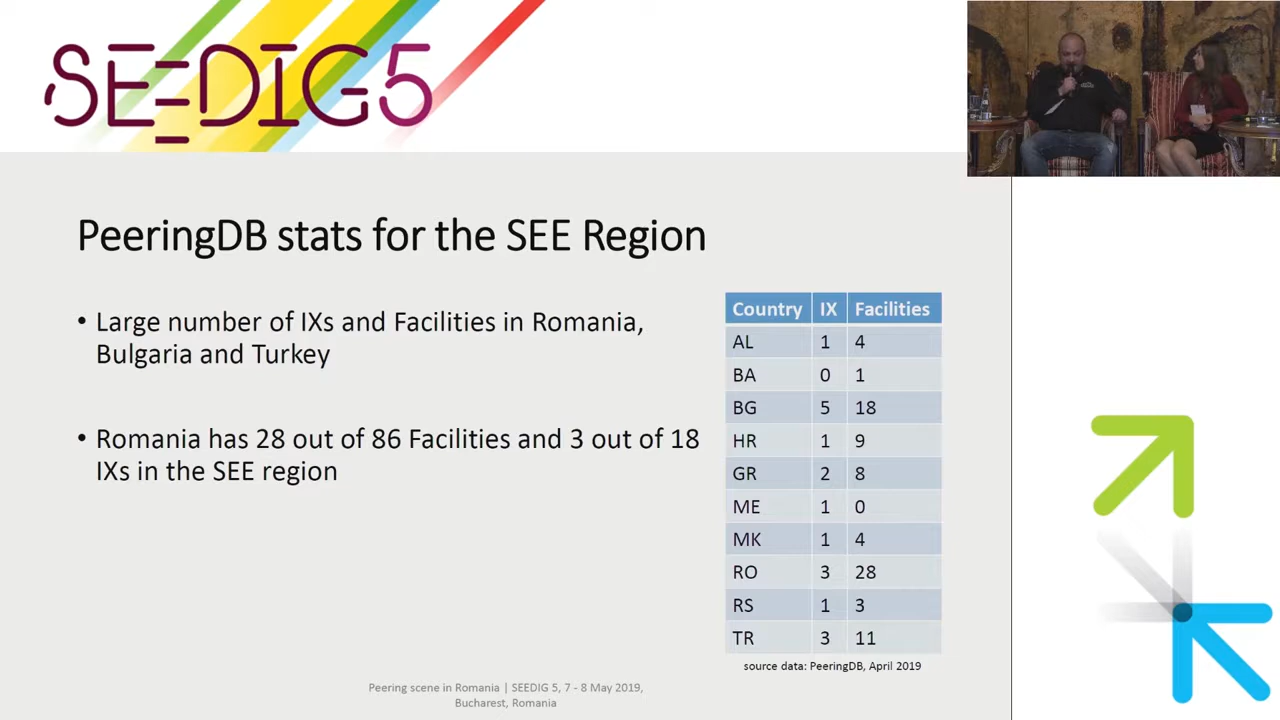 SEEDIG5
PeeringDB stats for the SEE Region
• Large number of IXs and Facilities in Romania,
Bulgaria and Turkey
• Romania has 28 out of 86 Facilities and 3 out of 18
IXs in the SEE region
Country IX Facilities
AL 1 4
BA 0 1
BG 5 18
HR 1 9
GR 2 8
ME 1 0
MK 1 4
RO 3 28
RS 1 3
TR 3 11
source data: PeeringDB, April 2019
Peering scene in Romania | SEEDIG 5, 7 - 8 May 2019,
Bucharest, Romania